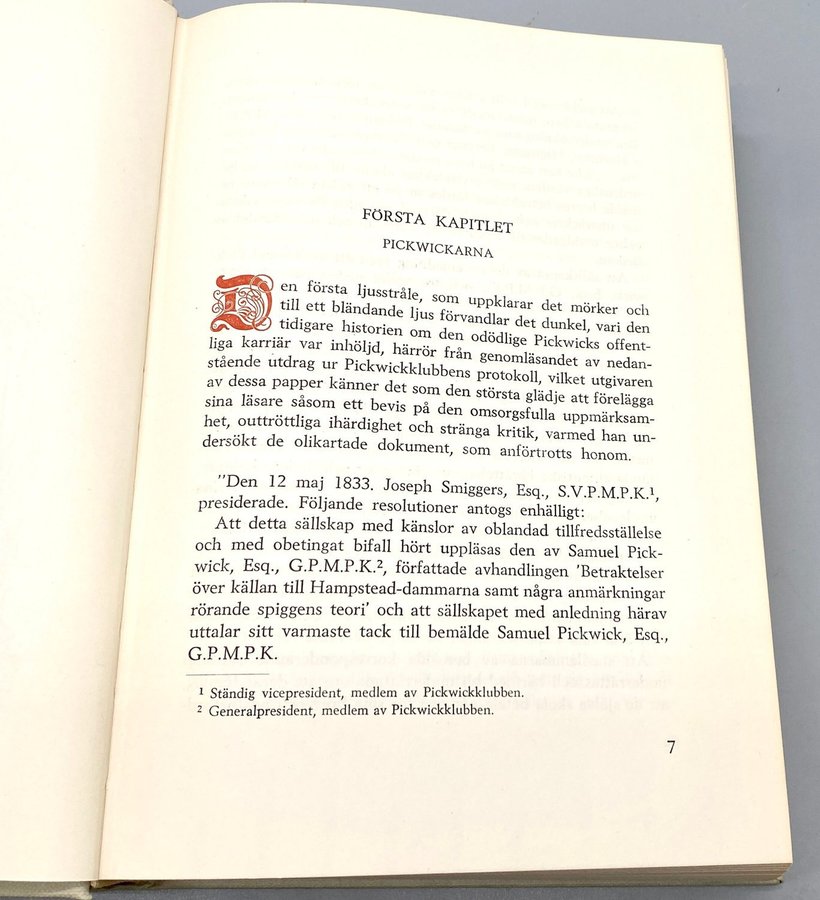 FÖRSTA KAPITLET
PICKWICKARNA
Den första ljusstråle, som uppklarar det mörker och
till ett bländande ljus förvandlar det dunkel, vari den
tidigare historien om den odödlige Pickwicks offent-
liga karriär var inhöljd, härrör från genomläsandet av nedan-
stående utdrag ur Pickwickklubbens protokoll, vilket utgivaren
av dessa papper känner det som den största glädje att förelägga
sina läsare såsom ett bevis på den omsorgsfulla uppmärksam-
het, outtröttliga ihärdighet och stränga kritik, varmed han un-
dersökt de olikartade dokument, som anförtrotts honom.
"Den 12 maj 1833. Joseph Smiggers, Esq., S.V.P.M.P.K.¹,
presiderade. Följande resolutioner antogs enhälligt:
Att detta sällskap med känslor av oblandad tillfredsställelse
och med obetingat bifall hört uppläsas den av Samuel Pick-
wick, Esq., G.P.M.P.K.², författade avhandlingen 'Betraktelser
över källan till Hampstead-dammarna samt några anmärkningar
rörande spiggens teori' och att sällskapet med anledning härav
uttalar sitt varmaste tack till bemälde Samuel Pickwick, Esq.,
G.P.M.P.K.
¹ Ständig vicepresident, medlem av Pickwickklubben.
² Generalpresident, medlem av Pickwickklubben.
7